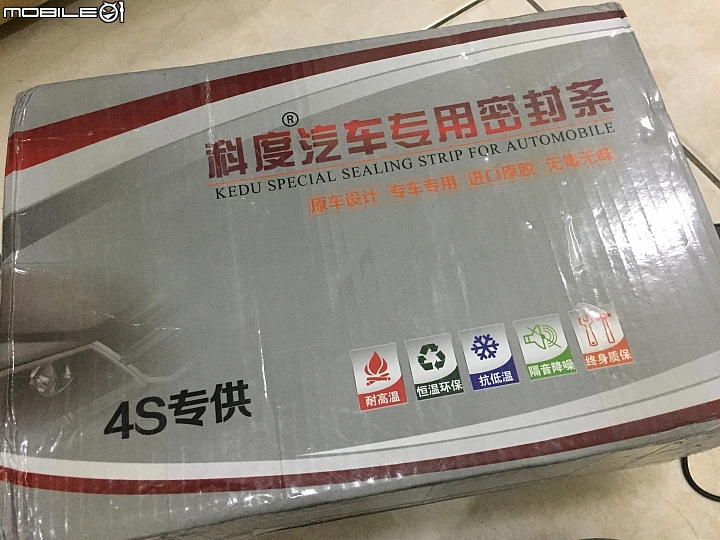 MOBILE01
科度®汽车专用密封条
KEDU SPECIAL SEALING STRIP FOR AUTOMOBILE
原车设计 专车专用 进口原胶 无毒无味
耐高温 恒温环保 抗低温 隔音降噪 终身质保
4S专供